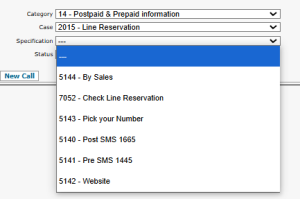 Category 14 - Postpaid & Prepaid information
Case 2015 - Line Reservation
Specification ---
Status
---
New Call
5144 - By Sales
7052 - Check Line Reservation
5143 - Pick your Number
5140 - Post SMS 1665
5141 - Pre SMS 1445
5142 - Website